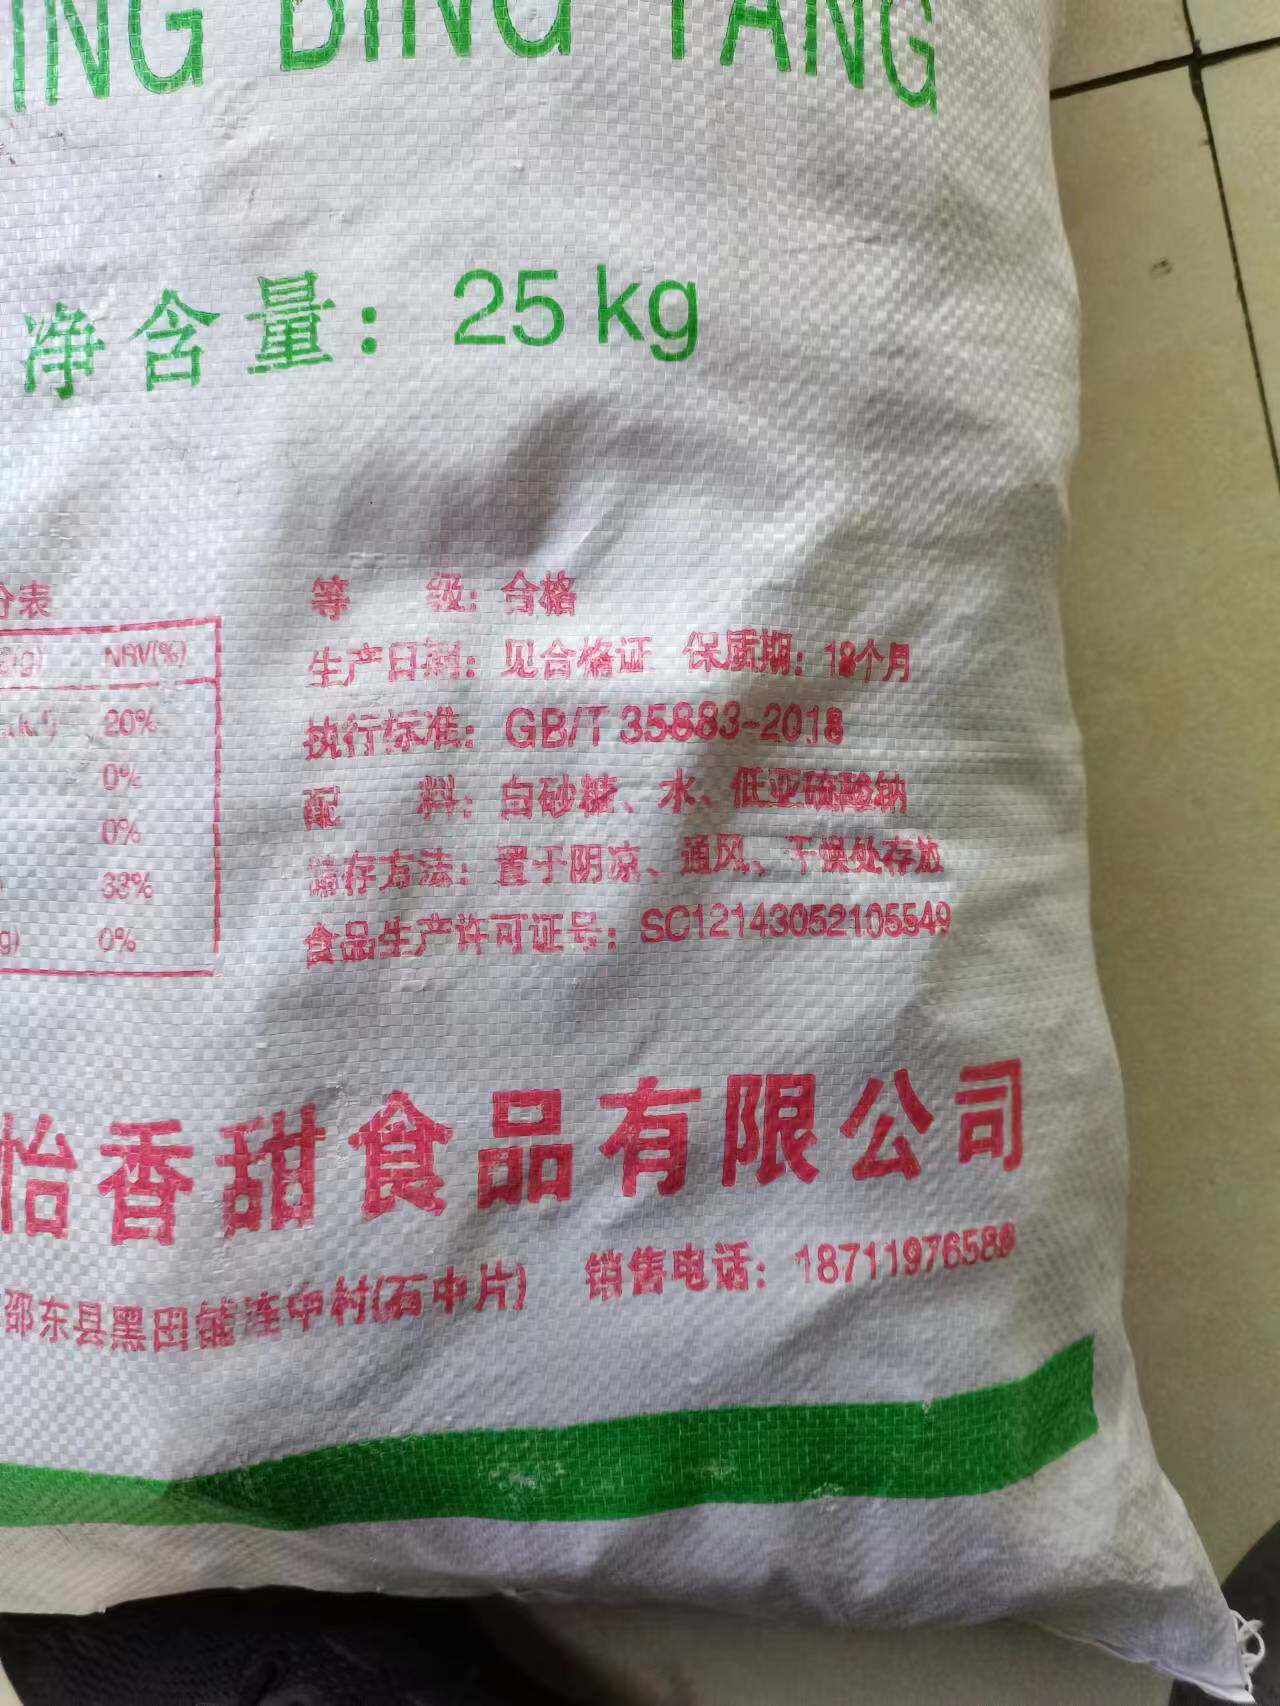 ING BING TANG
净含量：25kg
分表
NRV(%)
20%
0%
0%
33%
0%
等级：合格
生产日期：见合格证 保质期：18个月
执行标准：GB/T 35883-2018
配料：白砂糖、水、低亚硫酸钠
储存方法：置于阴凉、通风、干燥处存放
食品生产许可证号：SC12143052105549
怡香甜食品有限公司
邵东县黑田铺连中村(石中片) 销售电话：18711976589